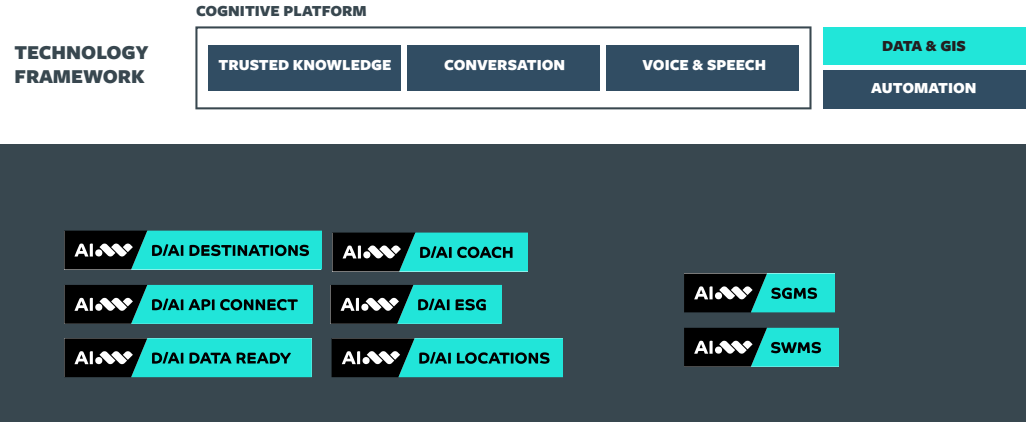 COGNITIVE PLATFORM
TECHNOLOGY
FRAMEWORK
TRUSTED KNOWLEDGE
CONVERSATION
VOICE & SPEECH
DATA & GIS
AUTOMATION
AI D/AI DESTINATIONS
AI D/AI COACH
AI D/AI API CONNECT
AI D/AI ESG
AI SGMS
AI D/AI DATA READY
AI D/AI LOCATIONS
AI SWMS